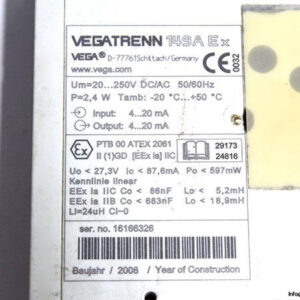 VEGATRENN 149A Ex
VEGA® D-77761Schiltach/Germany
www.vega.com
CE 0032
Um=20...250V DC/AC 50/60Hz
P=2,4 W Tamb: -20 °C...+50 °C
Input: 4...20 mA
Output: 4...20 mA
Ex PTB 00 ATEX 2061
II (1)GD [EEx ia] IIC
29173
24816
Uo < 27,3V Io < 87,6mA Po < 597mW
Kennlinie linear
EEx ia IIC Co < 86nF Lo < 5,2mH
EEx ia IIB Co < 683nF Lo < 18,9mH
Li=24uH Ci~0
ser. no. 16166326
Baujahr / 2008 / Year of Construction